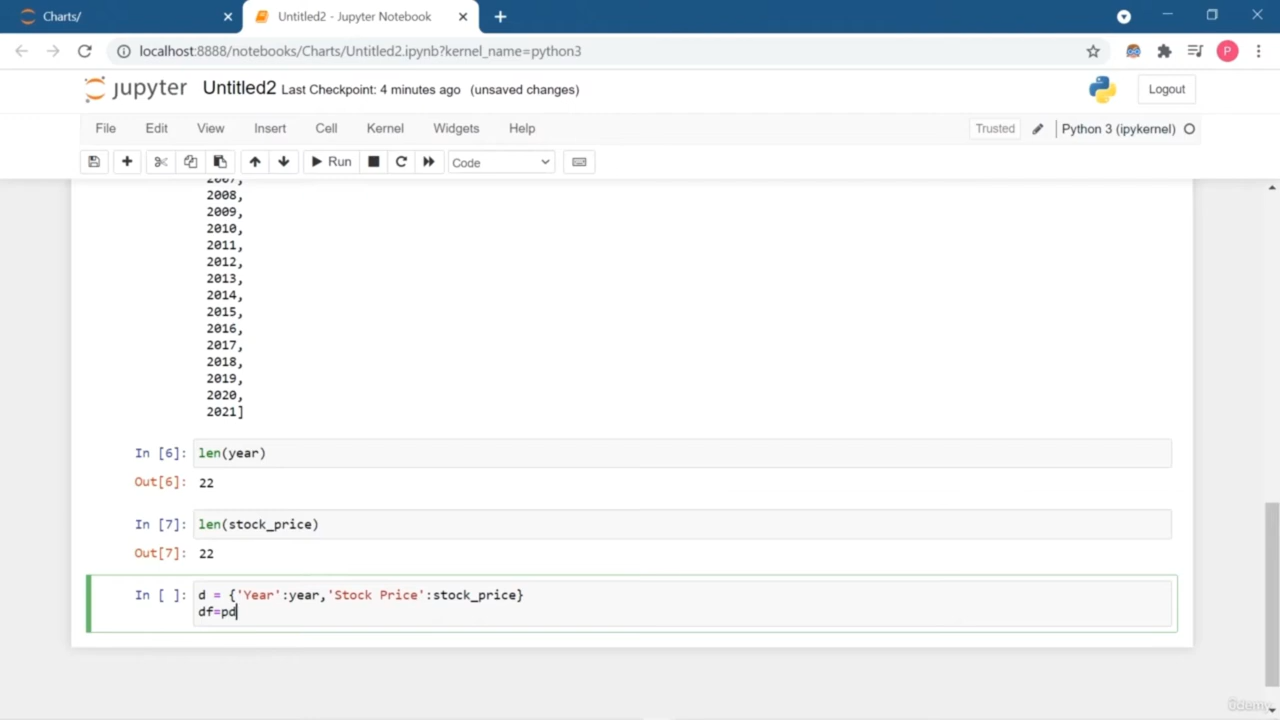 Charts/
Untitled2 - Jupyter Notebook
localhost:8888/notebooks/Charts/Untitled2.ipynb?kernel_name=python3
P
jupyter Untitled2 Last Checkpoint: 4 minutes ago (unsaved changes)
Logout
File Edit View Insert Cell Kernel Widgets Help
Trusted
Python 3 (ipykernel)
Run
Code
2007,
2008,
2009,
2010,
2011,
2012,
2013,
2014,
2015,
2016,
2017,
2018,
2019,
2020,
2021]
In [6]: len(year)
Out[6]: 22
In [7]: len(stock_price)
Out[7]: 22
In [ ]: d = {'Year':year,'Stock Price':stock_price}
df=pd
ûdemy